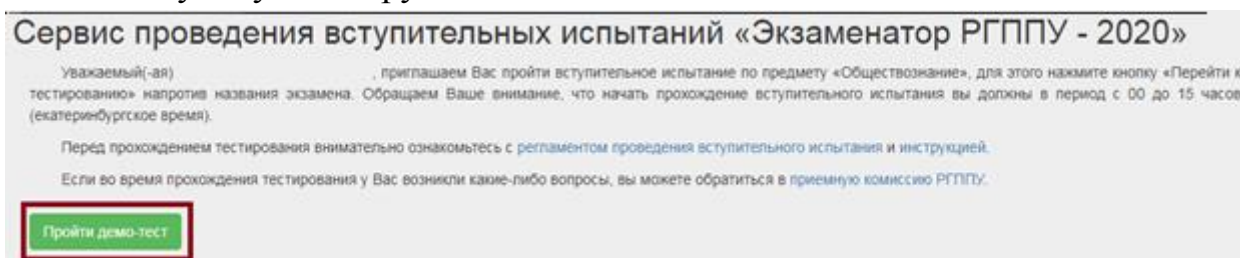 Сервис проведения вступительных испытаний «Экзаменатор РГППУ - 2020»
Уважаемый(-ая) , приглашаем Вас пройти вступительное испытание по предмету «Обществознание», для этого нажмите кнопку «Перейти к
тестированию» напротив названия экзамена. Обращаем Ваше внимание, что начать прохождение вступительного испытания вы должны в период с 00 до 15 часов
(екатеринбургское время).
Перед прохождением тестирования внимательно ознакомьтесь с регламентом проведения вступительного испытания и инструкцией.
Если во время прохождения тестирования у Вас возникли какие-либо вопросы, вы можете обратиться в приемную комиссию РГППУ.
Пройти демо-тест